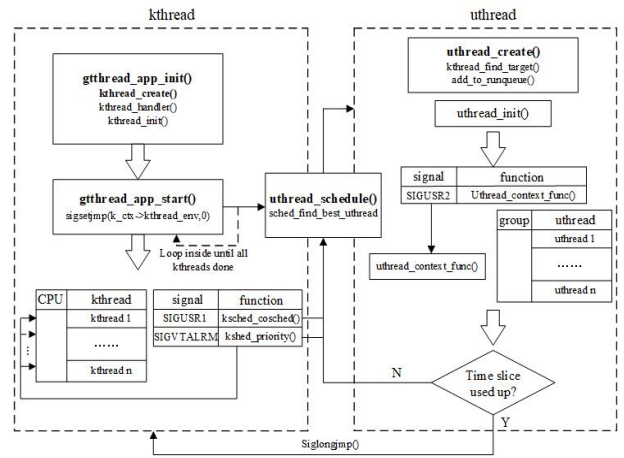 kthread
uthread
gtthread_app_init()
kthread_create()
kthread_handler()
kthread_init()
uthread_create()
kthread_find_target()
add_to_runqueue()
uthread_init()
gtthread_app_start()
sigsetjmp(k_ctx->kthread_env,0)
Loop inside until all
kthreads done
uthread_schedule()
sched_find_best_uthread
signal function
SIGUSR2 Uthread_context_func()
uthread_context_func()
group uthread
uthread 1
......
uthread n
CPU kthread
kthread 1
......
kthread n
signal function
SIGUSR1 ksched_cosched()
SIGVTALRM kshed_priority()
Time slice
used up?
N
Y
Siglongjmp()